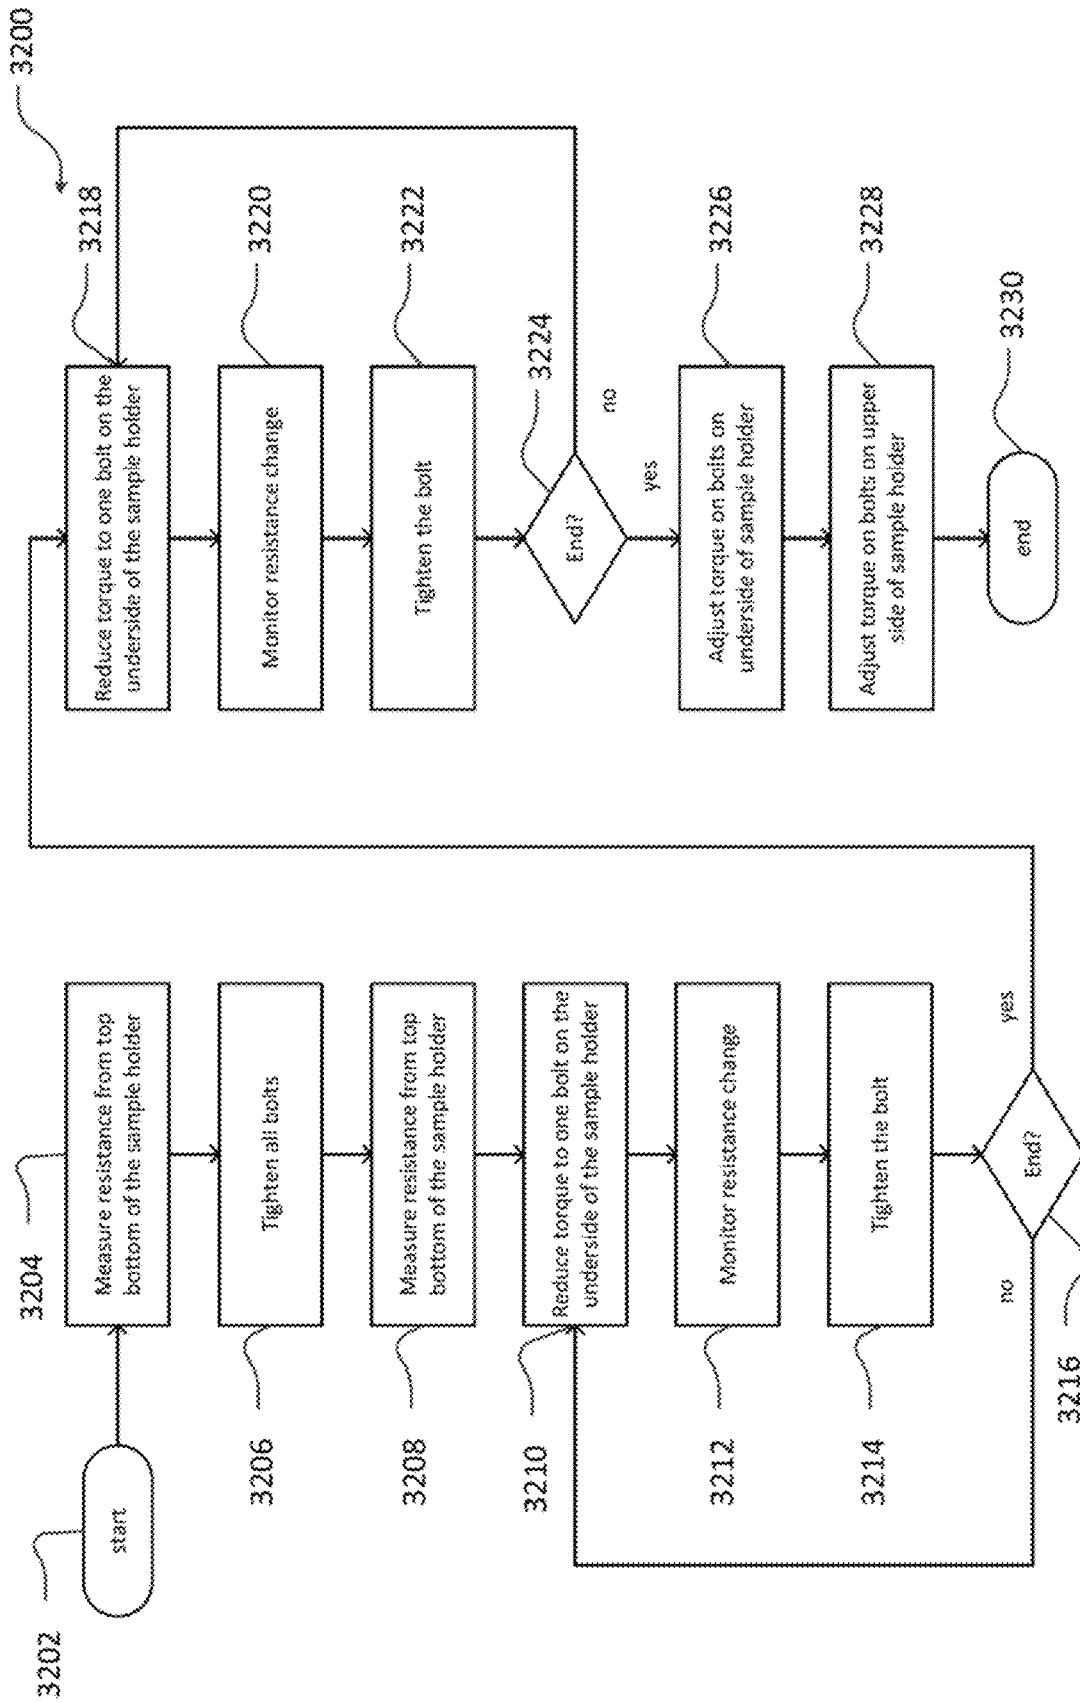 3200
3202
start
3204
Measure resistance from top
bottom of the sample holder
3206
Tighten all bolts
3208
Measure resistance from top
bottom of the sample holder
3210
Reduce torque to one bolt on the
underside of the sample holder
3212
Monitor resistance change
3214
Tighten the bolt
End?
3216
no
yes
3218
Reduce torque to one bolt on the
underside of the sample holder
3220
Monitor resistance change
3222
Tighten the bolt
3224
End?
no
yes
3226
Adjust torque on bolts on
underside of sample holder
3228
Adjust torque on bolts on upper
side of sample holder
3230
end